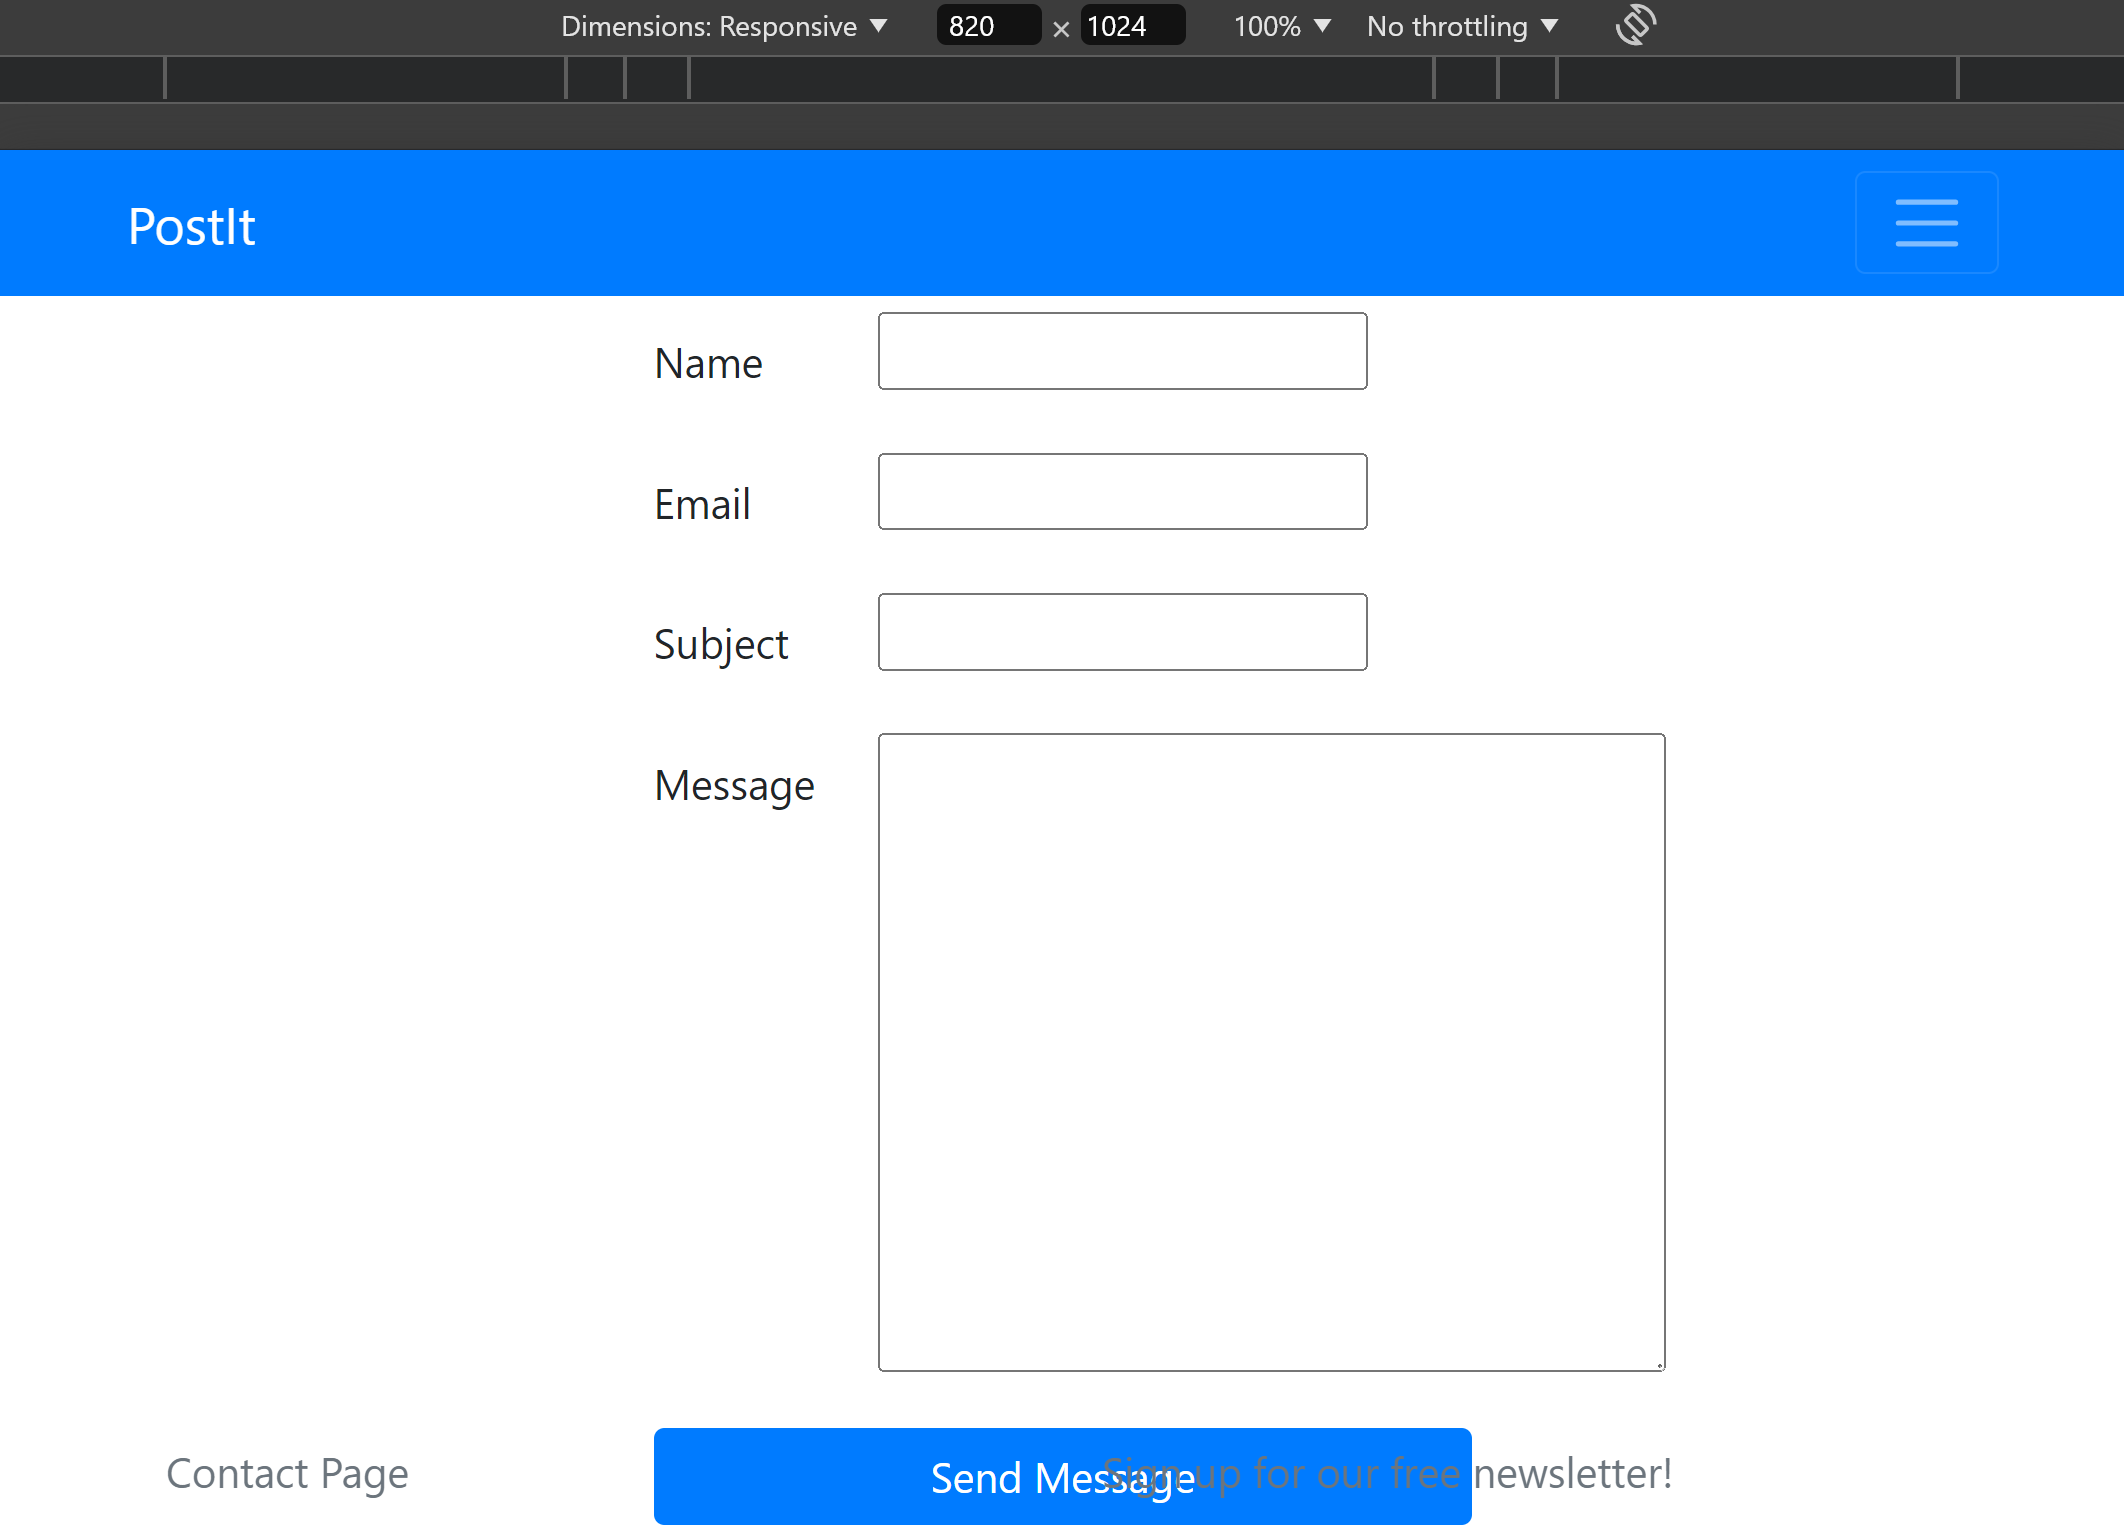 Dimensions: Responsive 820 × 1024 100% No throttling
PostIt
Name
Email
Subject
Message
Contact Page
Send Message
Sign up for our free newsletter!